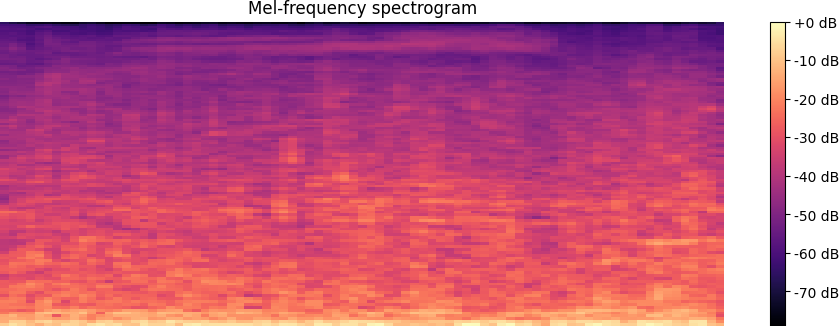 Mel-frequency spectrogram
+0 dB
-10 dB
-20 dB
-30 dB
-40 dB
-50 dB
-60 dB
-70 dB